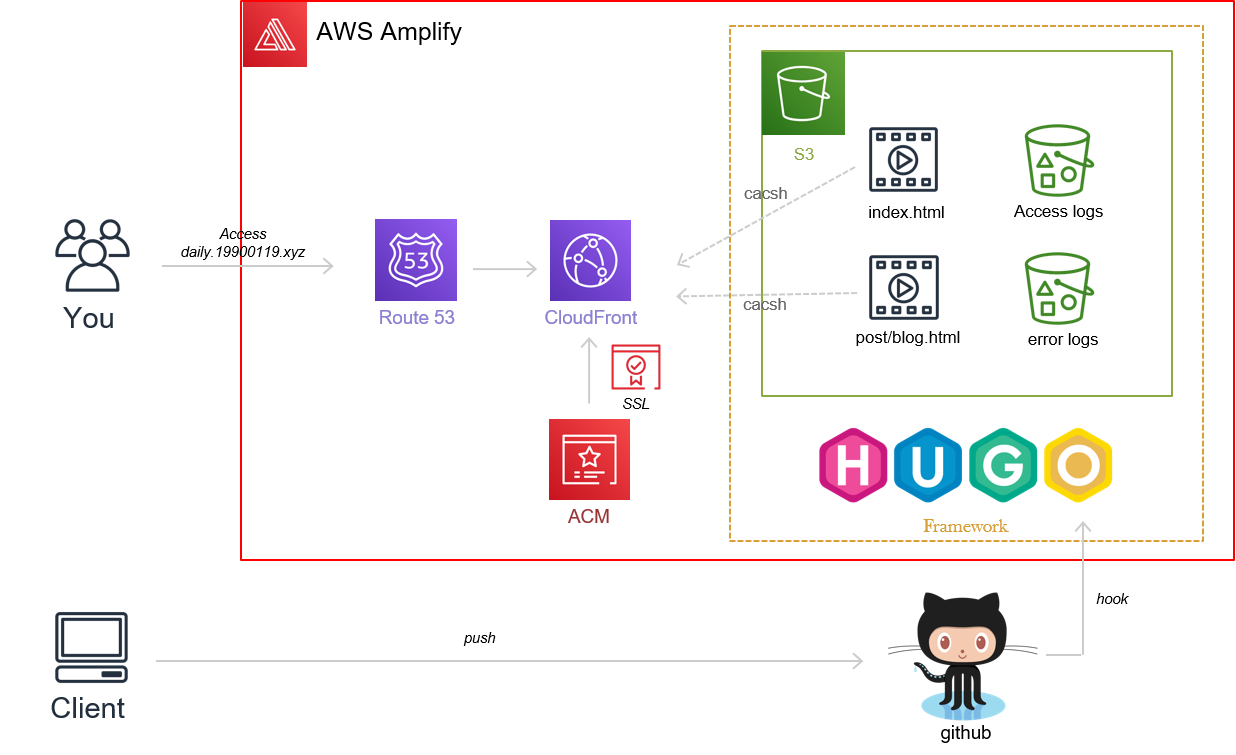 AWS Amplify
S3
cacsh
index.html
Access logs
Access
daily.19900119.xyz
53
You
Route 53
CloudFront
cacsh
post/blog.html
error logs
SSL
ACM
HUGO
Framework
hook
push
Client
github